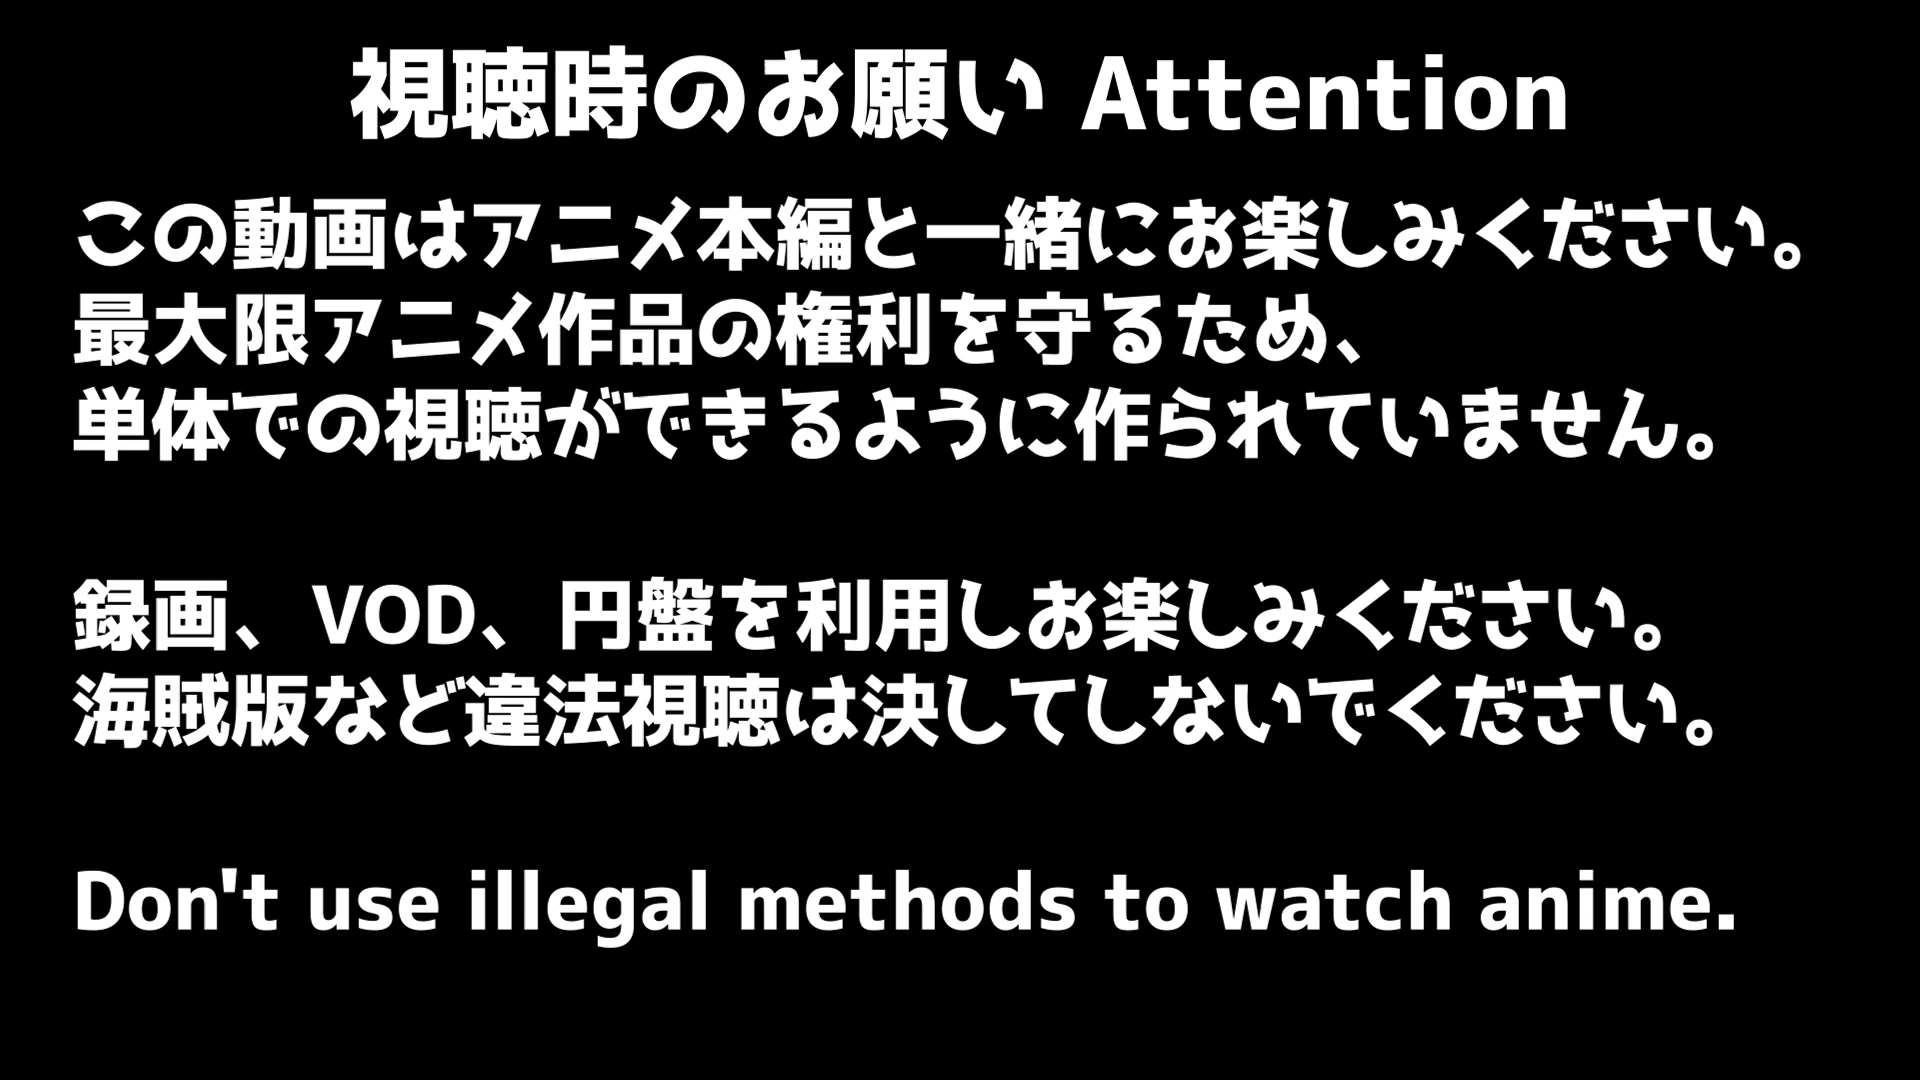 視聴時のお願い Attention
この動画はアニメ本編と一緒にお楽しみください。
最大限アニメ作品の権利を守るため、
単体での視聴ができるように作られていません。
録画、VOD、円盤を利用しお楽しみください。
海賊版など違法視聴は決してしないでください。
Don't use illegal methods to watch anime.